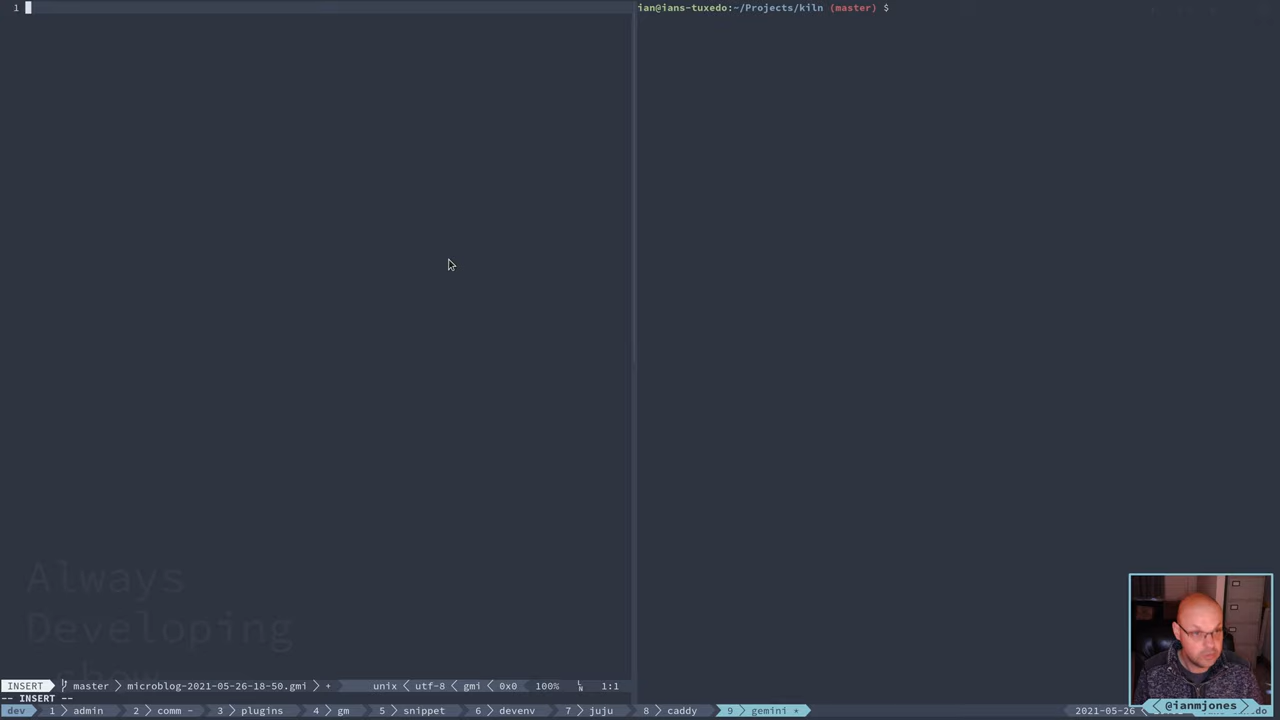 1
ian@ians-tuxedo:~/Projects/kiln (master) $
Always
Developing
INSERT master microblog-2021-05-26-18-50.gmi + unix utf-8 gmi 0x0 100% 1:1
-- INSERT --
dev 1 admin 2 comm - 3 plugins 4 gm 5 snippet 6 devenv 7 juju 8 caddy 9 gemini * 2021-05-26
@ianmjones